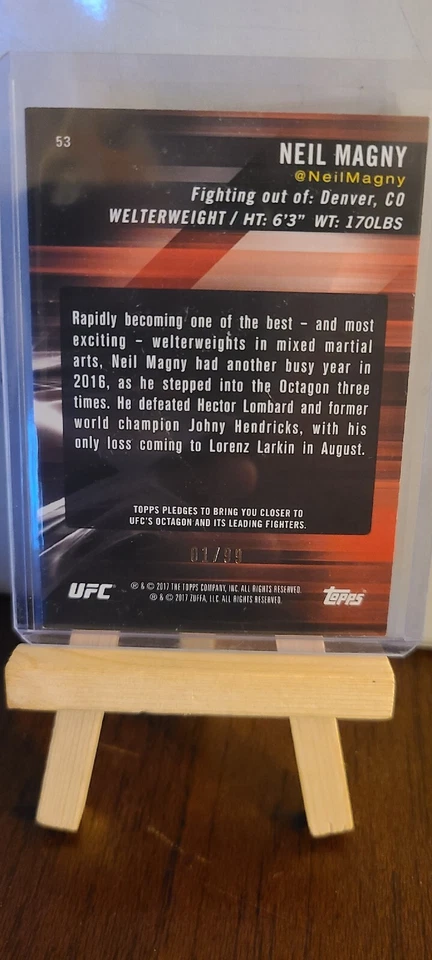 53
NEIL MAGNY
@NeilMagny
Fighting out of: Denver, CO
WELTERWEIGHT / HT: 6'3" WT: 170LBS
Rapidly becoming one of the best – and most
exciting – welterweights in mixed martial
arts, Neil Magny had another busy year in
2016, as he stepped into the Octagon three
times. He defeated Hector Lombard and former
world champion Johny Hendricks, with his
only loss coming to Lorenz Larkin in August.
TOPPS PLEDGES TO BRING YOU CLOSER TO
UFC'S OCTAGON AND ITS LEADING FIGHTERS.
01/99
UFC
® & © 2017 THE TOPPS COMPANY, INC. ALL RIGHTS RESERVED.
® & © 2017 ZUFFA, LLC. ALL RIGHTS RESERVED.
Topps